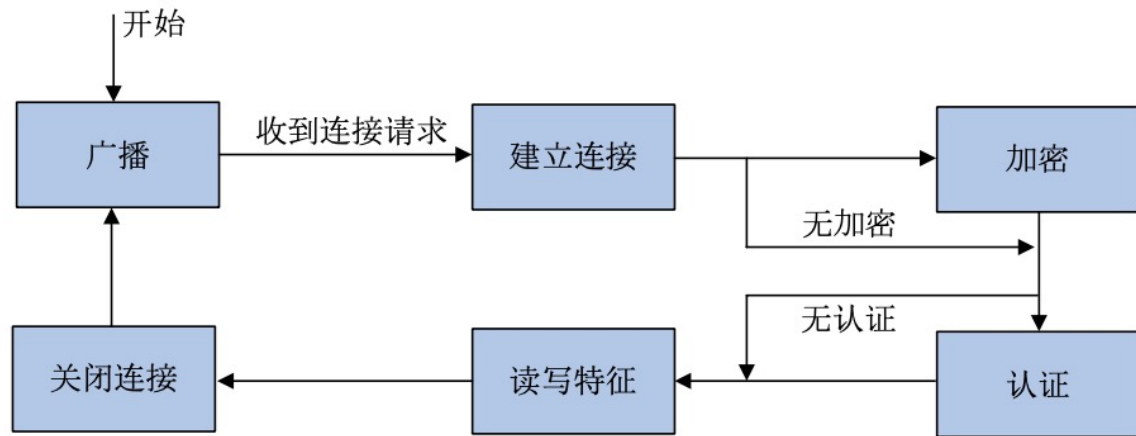 开始
广播
收到连接请求
建立连接
加密
无加密
无认证
关闭连接
读写特征
认证